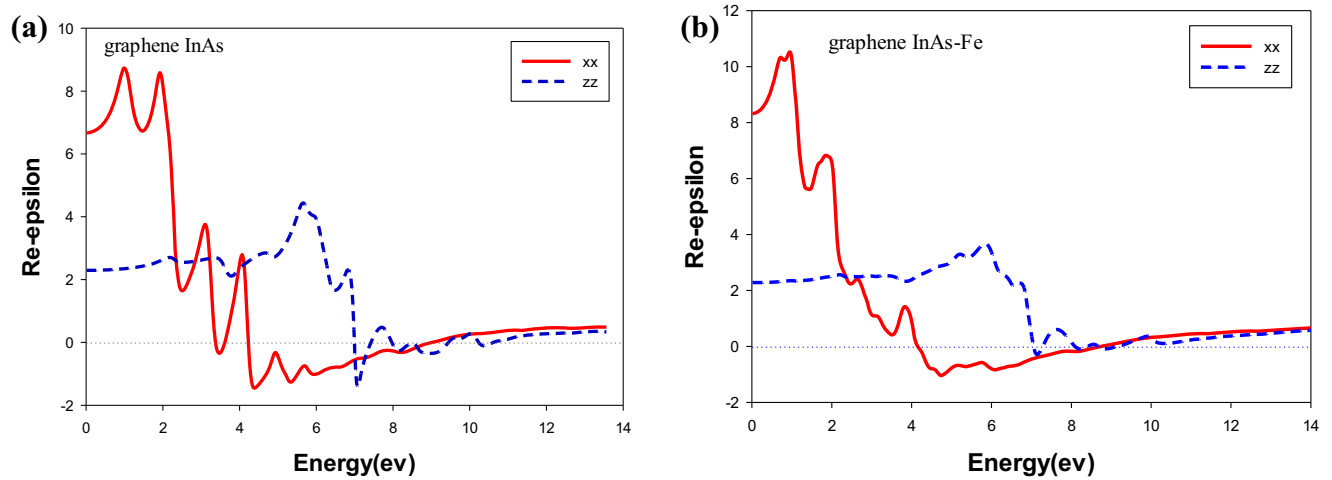 (a)
graphene InAs
xx
zz
Re-epsilon
10
8
6
4
2
0
-2
0 2 4 6 8 10 12 14
Energy(ev)
(b)
graphene InAs-Fe
xx
zz
Re-epsilon
12
10
8
6
4
2
0
-2
0 2 4 6 8 10 12 14
Energy(ev)